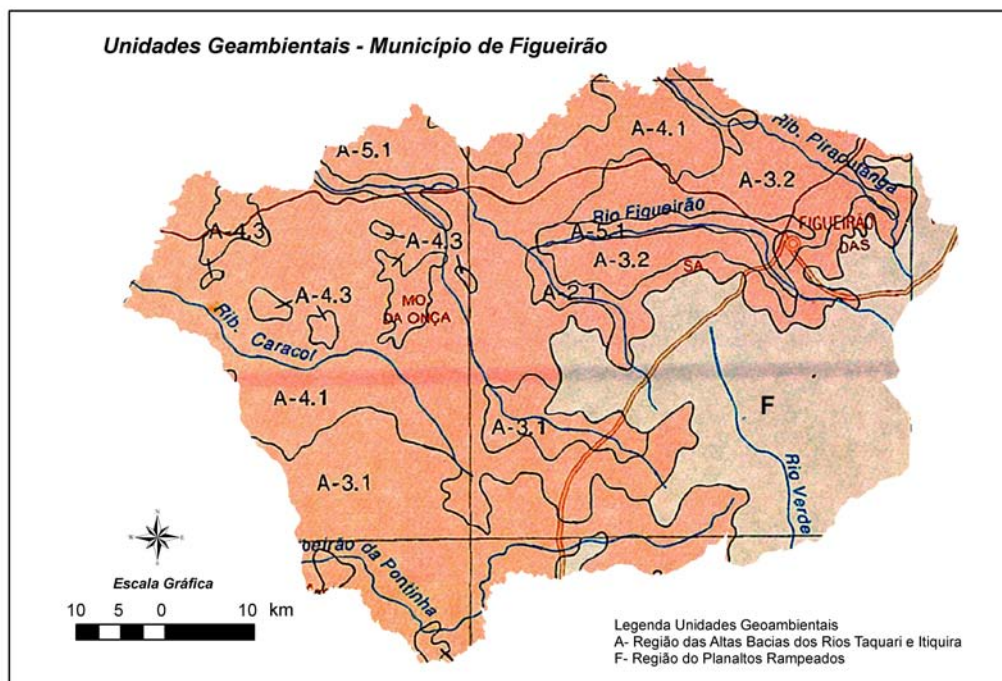 Unidades Geambientais - Município de Figueirão
Rib. Pirapuitanga
A-4.1
A-5.1
A-3.2
Rio Figueirão
FIGUEIRÃO
A-4.3
A-4.3
A-5.1
DAS
A-3.2
SA
A-4.3
A-2.1
MO.
DA ONÇA
Rib. Caracol
A-4.1
F
A-3.1
Rio Verde
A-3.1
beirão da Pontinha
Escala Gráfica
10 5 0 10 km
Legenda Unidades Geoambientais
A- Região das Altas Bacias dos Rios Taquari e Itiquira
F- Região do Planaltos Rampeados